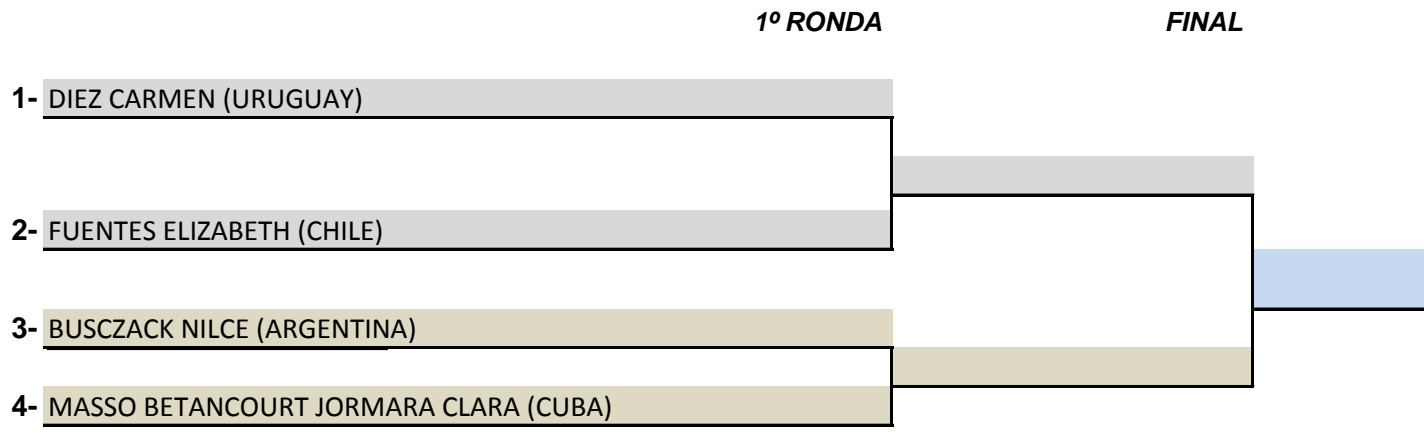 1º RONDA FINAL
1- DIEZ CARMEN (URUGUAY)
2- FUENTES ELIZABETH (CHILE)
3- BUSCZACK NILCE (ARGENTINA)
4- MASSO BETANCOURT JORMARA CLARA (CUBA)